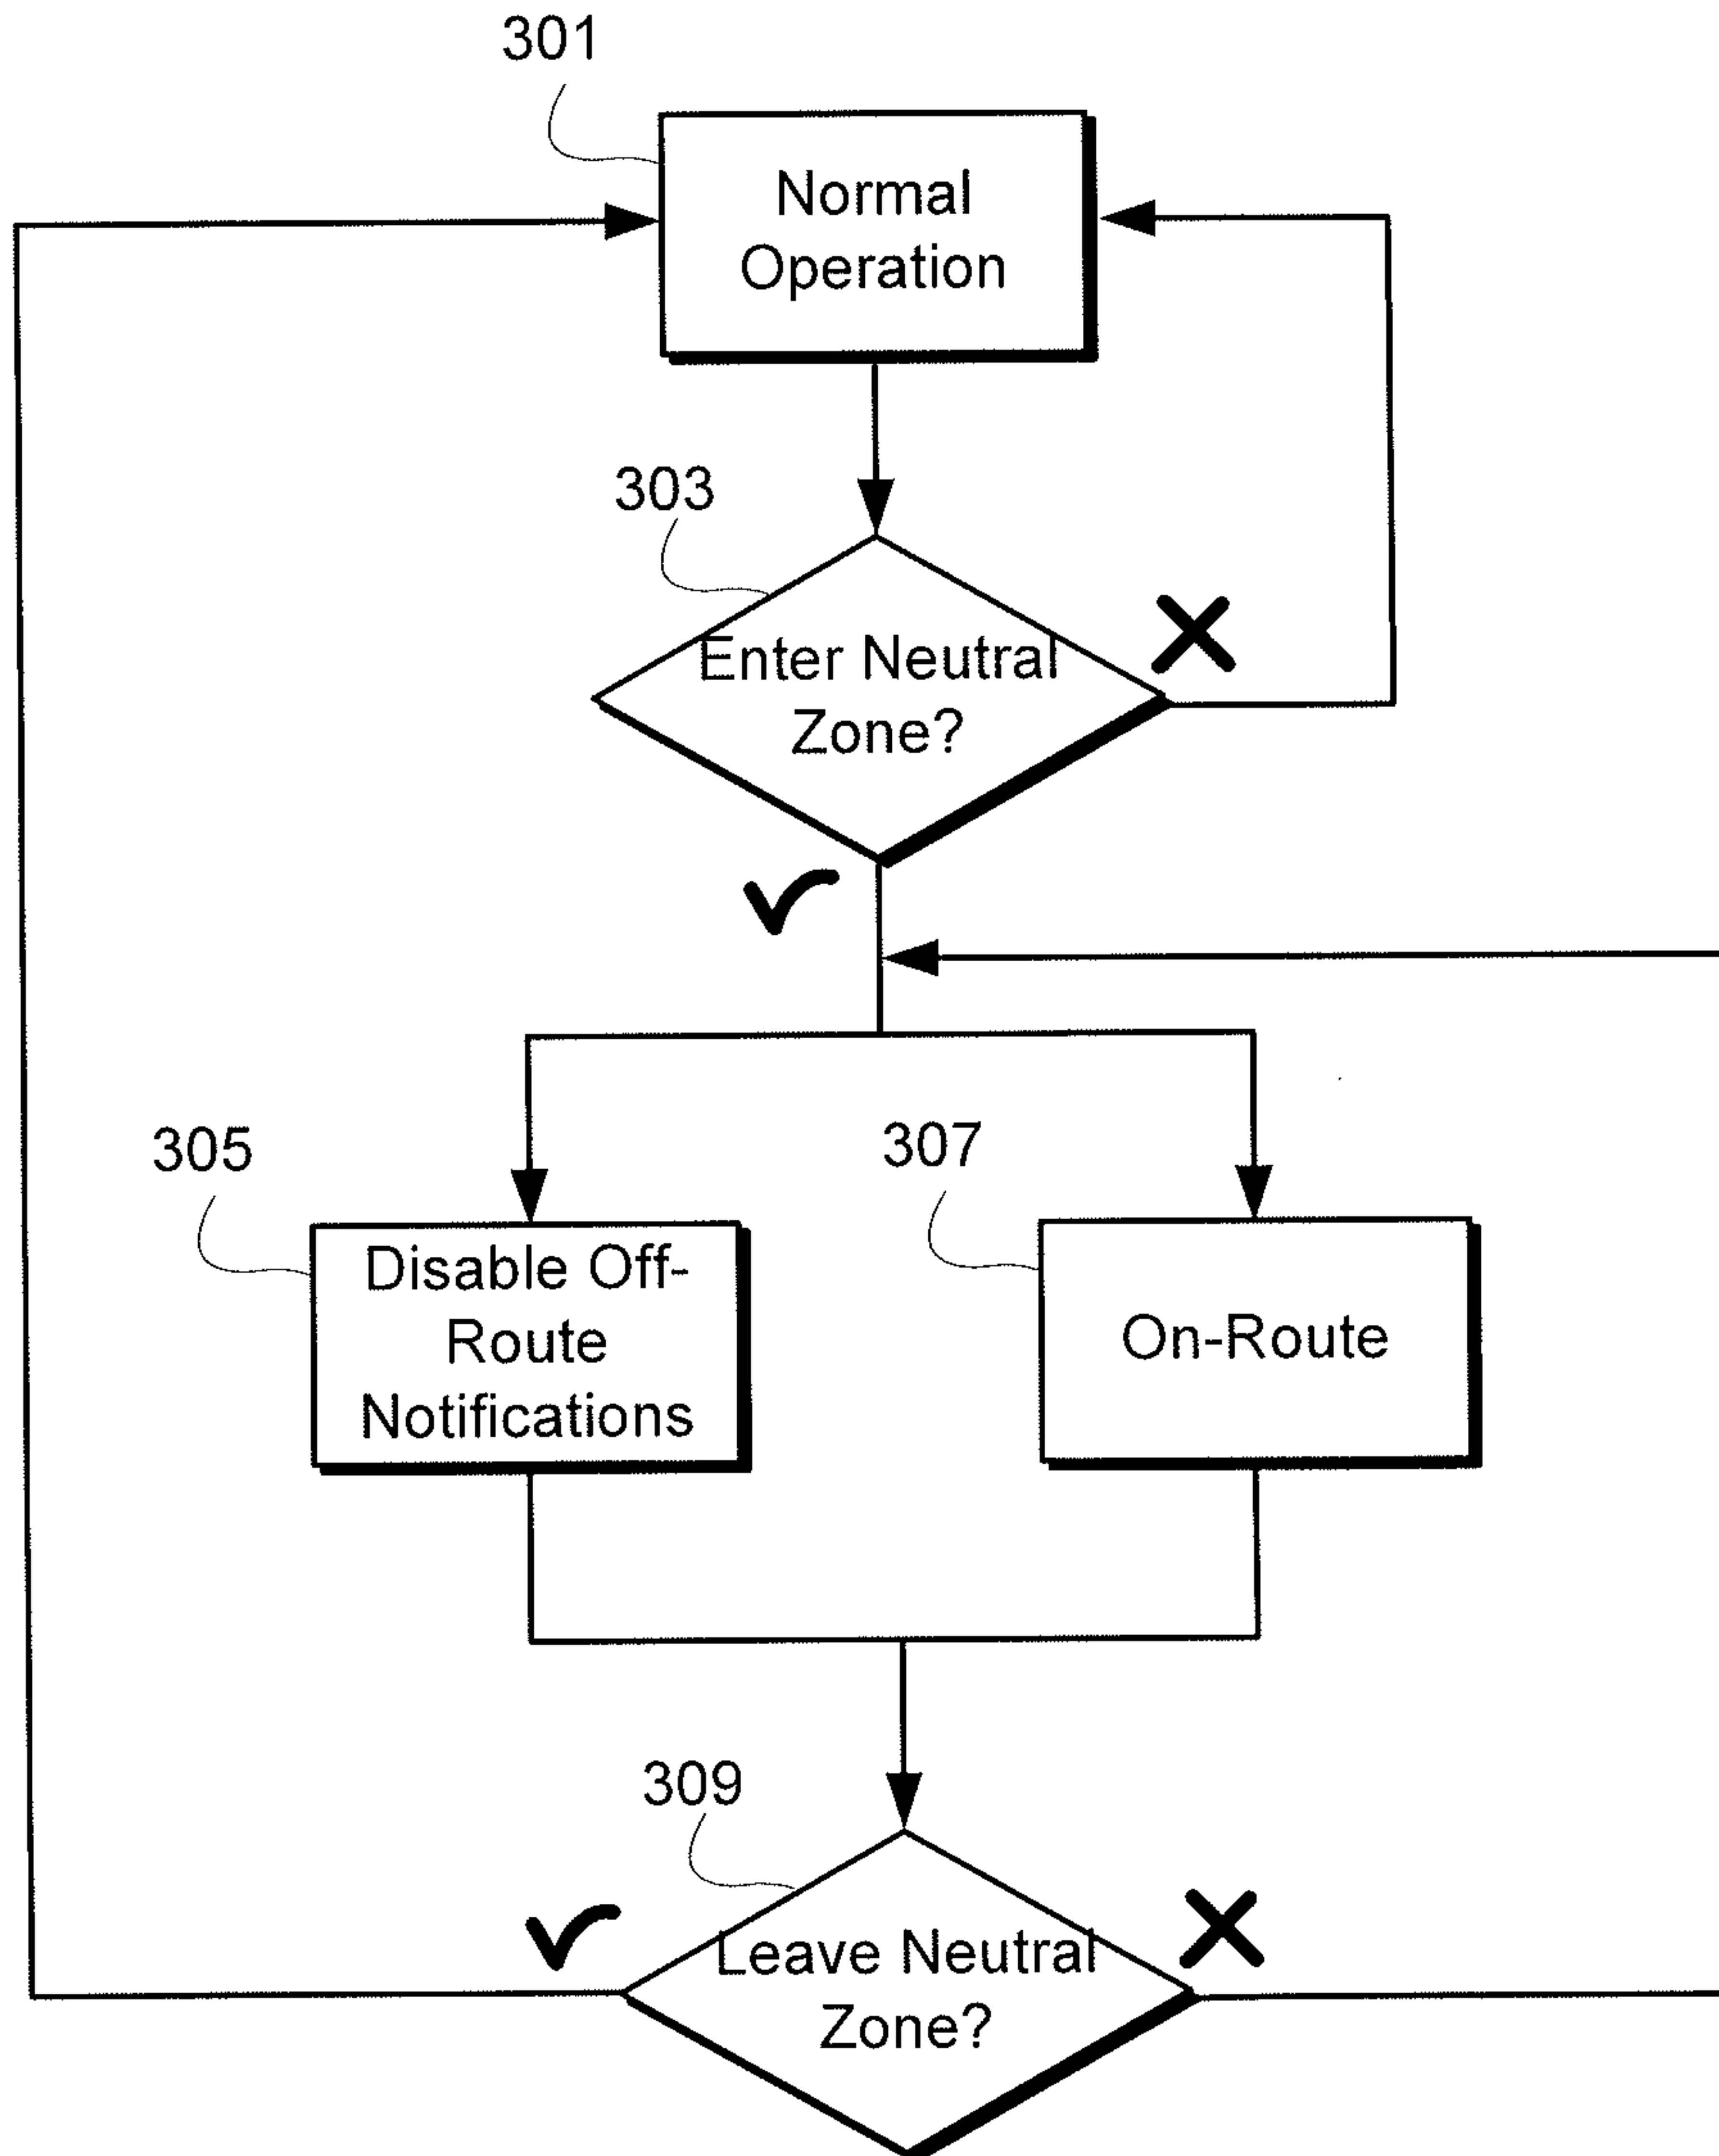 301
Normal
Operation
303
Enter Neutral
Zone?
305
307
Disable Off-
Route
Notifications
On-Route
309
Leave Neutral
Zone?